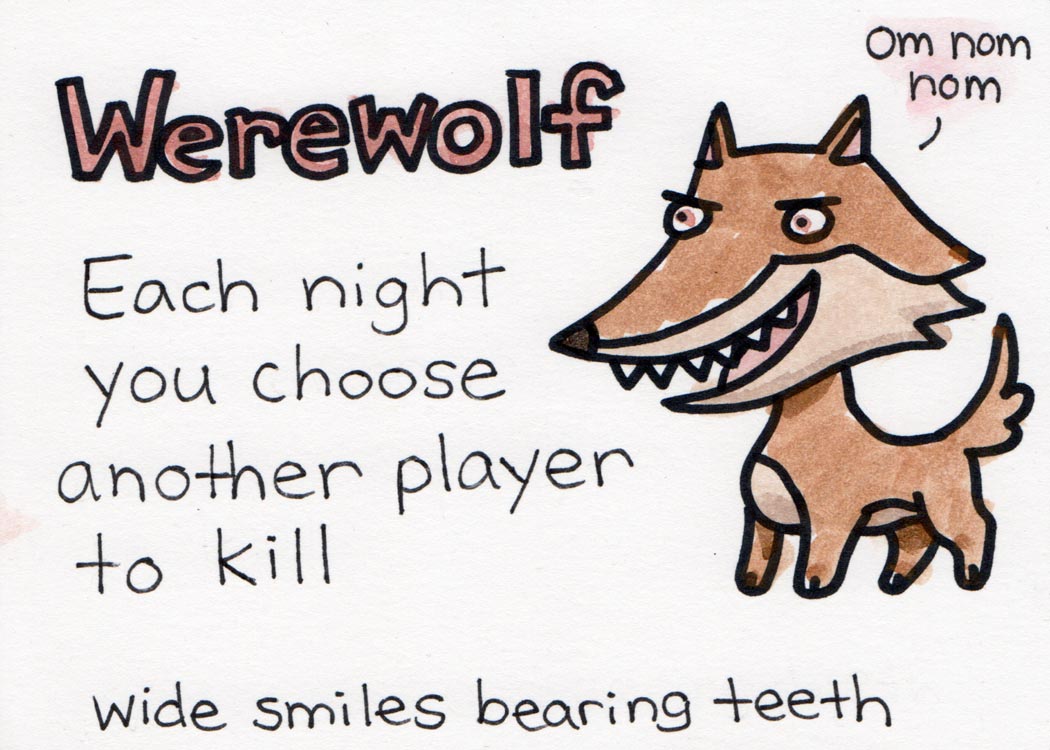 Werewolf
Om nom
nom
Each night
you choose
another player
to kill
wide smiles bearing teeth